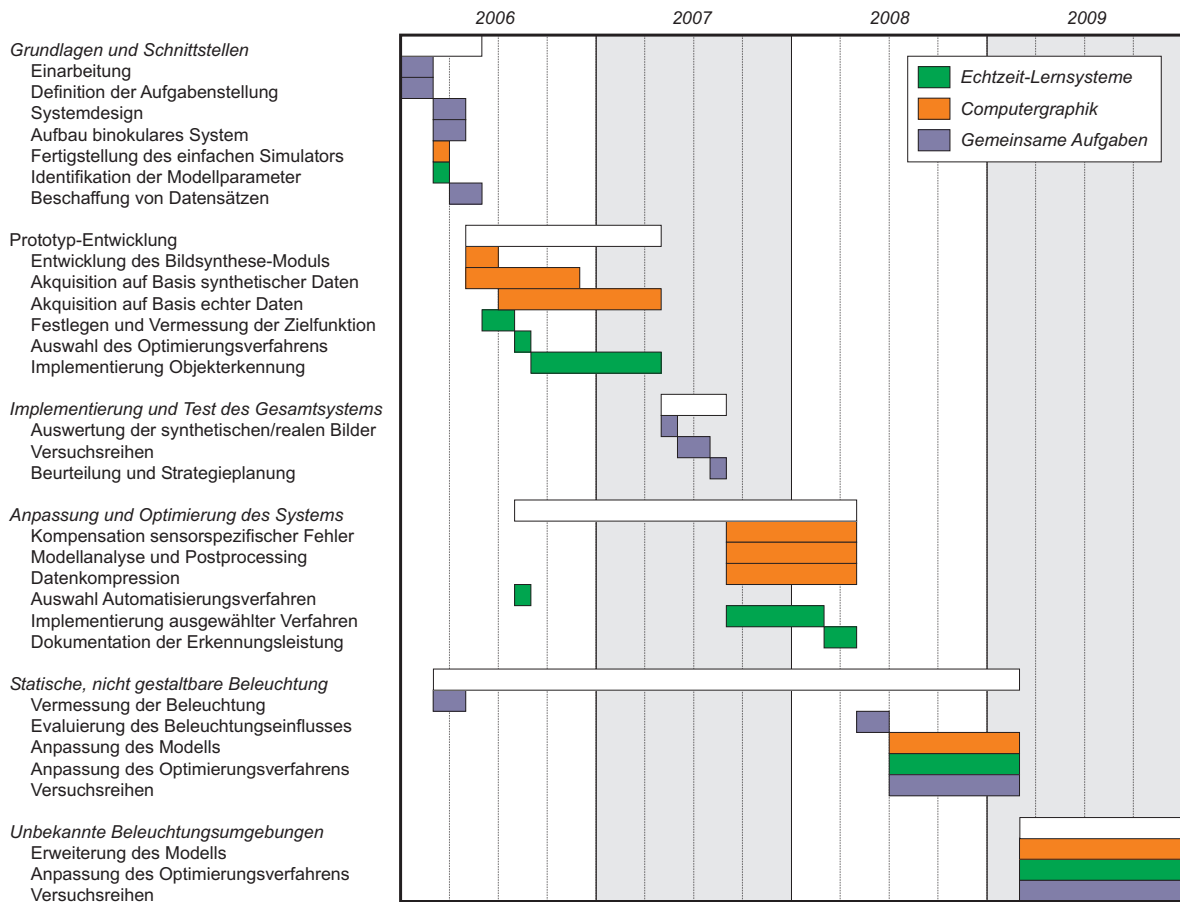 2006 2007 2008 2009
Grundlagen und Schnittstellen
Einarbeitung
Definition der Aufgabenstellung
Systemdesign
Aufbau binokulares System
Fertigstellung des einfachen Simulators
Identifikation der Modellparameter
Beschaffung von Datensätzen
Echtzeit-Lernsysteme
Computergraphik
Gemeinsame Aufgaben
Prototyp-Entwicklung
Entwicklung des Bildsynthese-Moduls
Akquisition auf Basis synthetischer Daten
Akquisition auf Basis echter Daten
Festlegen und Vermessung der Zielfunktion
Auswahl des Optimierungsverfahrens
Implementierung Objekterkennung
Implementierung und Test des Gesamtsystems
Auswertung der synthetischen/realen Bilder
Versuchsreihen
Beurteilung und Strategieplanung
Anpassung und Optimierung des Systems
Kompensation sensorspezifischer Fehler
Modellanalyse und Postprocessing
Datenkompression
Auswahl Automatisierungsverfahren
Implementierung ausgewählter Verfahren
Dokumentation der Erkennungsleistung
Statische, nicht gestaltbare Beleuchtung
Vermessung der Beleuchtung
Evaluierung des Beleuchtungseinflusses
Anpassung des Modells
Anpassung des Optimierungsverfahrens
Versuchsreihen
Unbekannte Beleuchtungsumgebungen
Erweiterung des Modells
Anpassung des Optimierungsverfahrens
Versuchsreihen